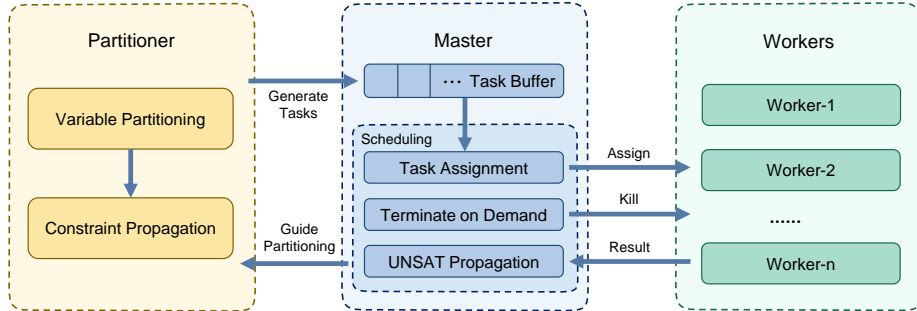 Partitioner
Variable Partitioning
Constraint Propagation
Generate
Tasks
Guide
Partitioning
Master
... Task Buffer
Scheduling
Task Assignment
Terminate on Demand
UNSAT Propagation
Assign
Kill
Result
Workers
Worker-1
Worker-2
......
Worker-n